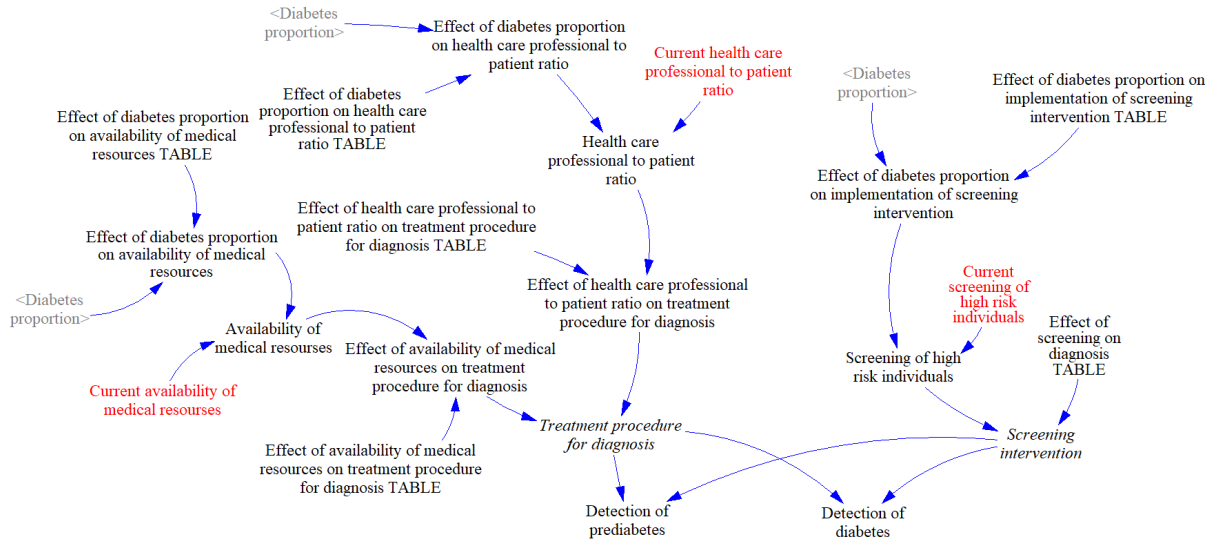 <Diabetes
proportion>
Effect of diabetes proportion
on health care professional to
patient ratio
Current health care
professional to patient
ratio
<Diabetes
proportion>
Effect of diabetes proportion on
implementation of screening
intervention TABLE
Effect of diabetes
proportion on health care
professional to patient
ratio TABLE
Effect of diabetes proportion
on availability of medical
resources TABLE
Health care
professional to patient
ratio
Effect of diabetes proportion
on implementation of screening
intervention
Effect of health care professional to
patient ratio on treatment procedure
for diagnosis TABLE
Effect of diabetes proportion
on availability of medical
resources
Effect of health care professional
to patient ratio on treatment
procedure for diagnosis
Current
screening of
high risk
individuals
<Diabetes
proportion>
Availability of
medical resourses
Effect of availability of medical
resources on treatment
procedure for diagnosis
Effect of
screening on
diagnosis
TABLE
Screening of high
risk individuals
Current availability of
medical resourses
Treatment procedure
for diagnosis
Screening
intervention
Effect of availability of medical
resources on treatment procedure
for diagnosis TABLE
Detection of
prediabetes
Detection of
diabetes